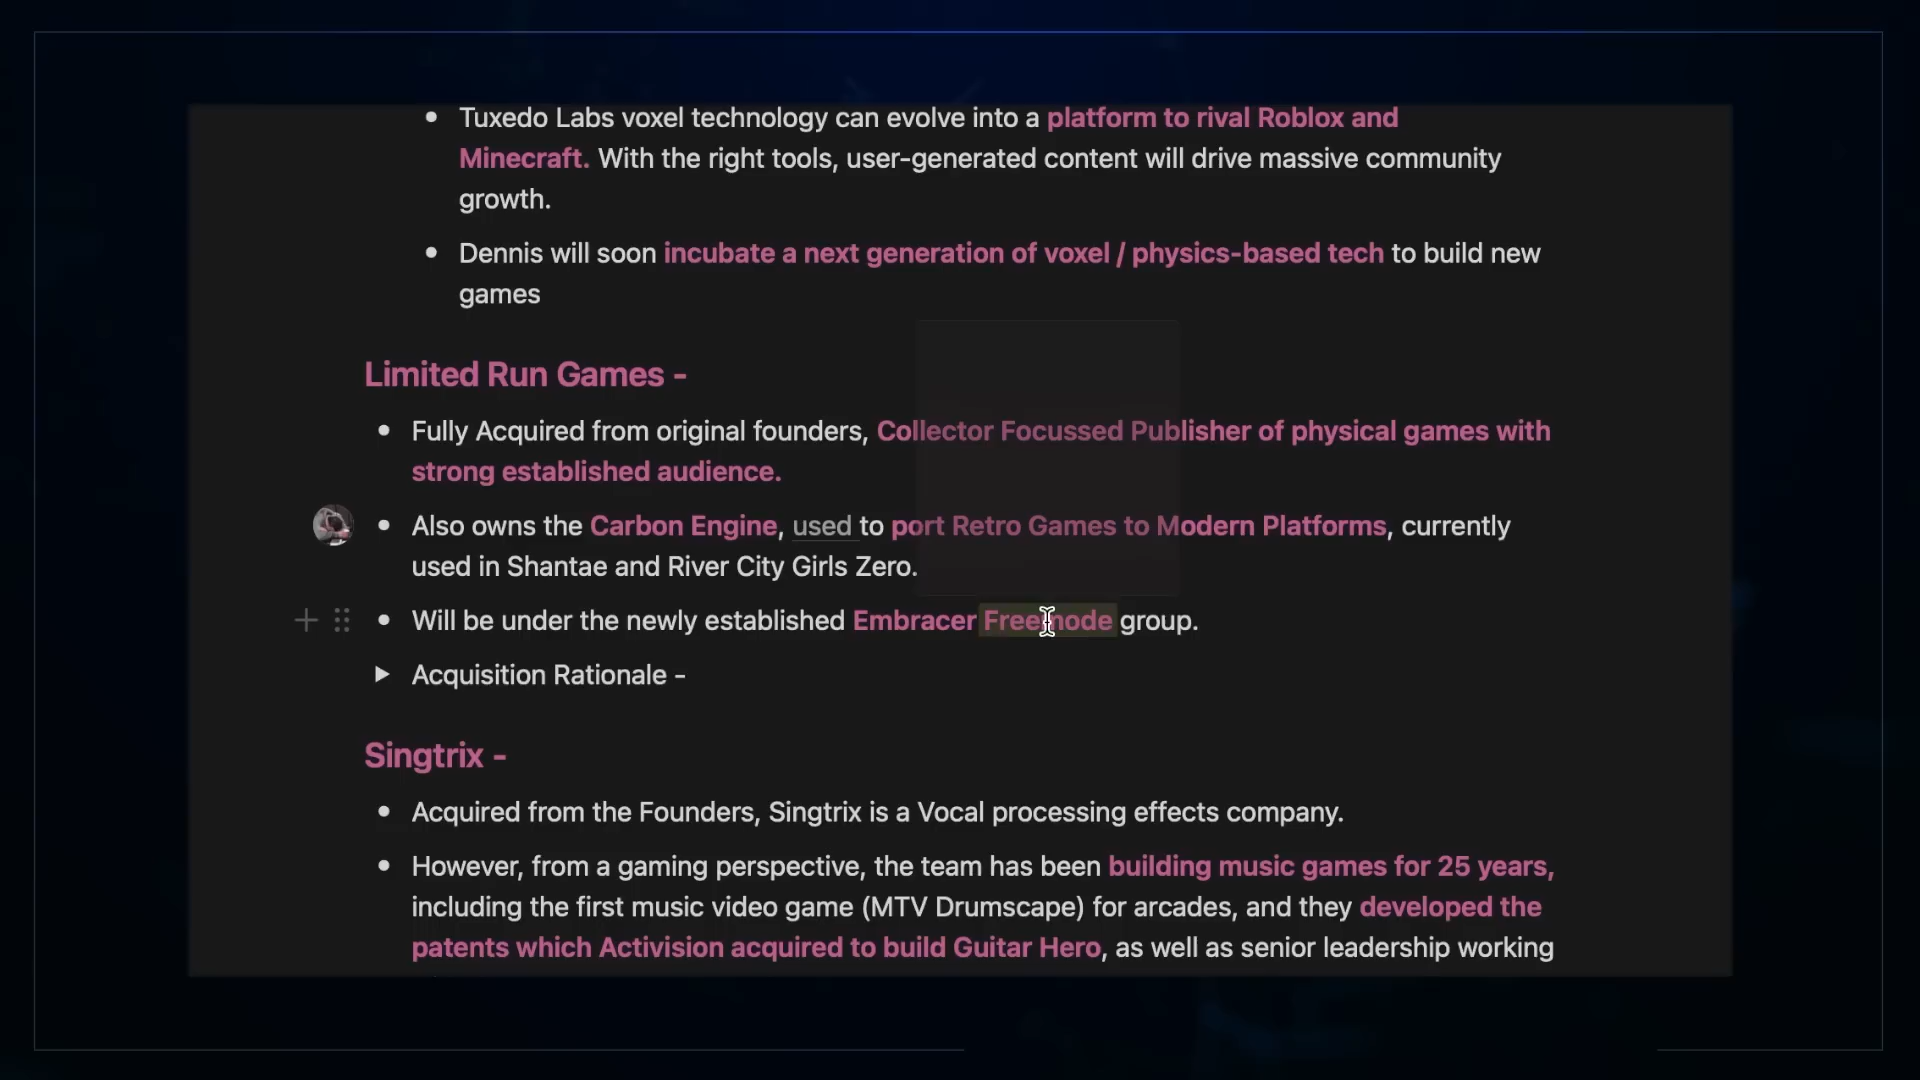 Tuxedo Labs voxel technology can evolve into a platform to rival Roblox and
Minecraft. With the right tools, user-generated content will drive massive community
growth.
Dennis will soon incubate a next generation of voxel / physics-based tech to build new
games
Limited Run Games -
Fully Acquired from original founders, Collector Focussed Publisher of physical games with
strong established audience.
Also owns the Carbon Engine, used to port Retro Games to Modern Platforms, currently
used in Shantae and River City Girls Zero.
Will be under the newly established Embracer Freemode group.
Acquisition Rationale -
Singtrix -
Acquired from the Founders, Singtrix is a Vocal processing effects company.
However, from a gaming perspective, the team has been building music games for 25 years,
including the first music video game (MTV Drumscape) for arcades, and they developed the
patents which Activision acquired to build Guitar Hero, as well as senior leadership working